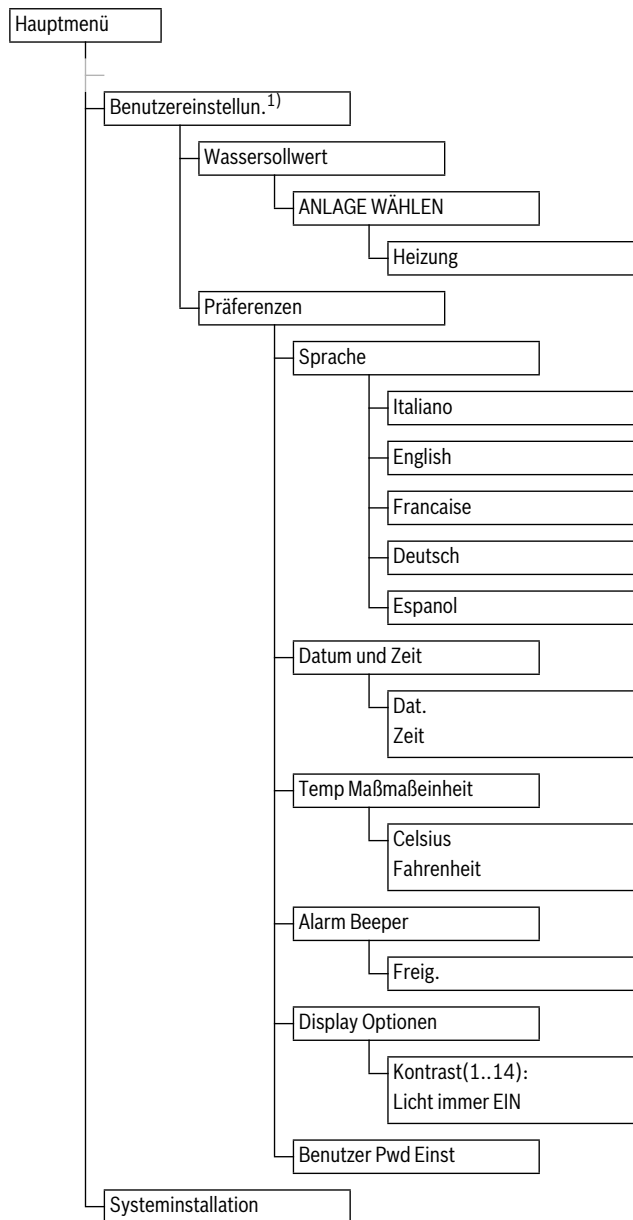 Hauptmenü
Benutzereinstellun.1)
Wassersollwert
ANLAGE WÄHLEN
Heizung
Präferenzen
Sprache
Italiano
English
Francaise
Deutsch
Espanol
Datum und Zeit
Dat.
Zeit
Temp Maßmaßeinheit
Celsius
Fahrenheit
Alarm Beeper
Freig.
Display Optionen
Kontrast(1..14):
Licht immer EIN
Benutzer Pwd Einst
Systeminstallation